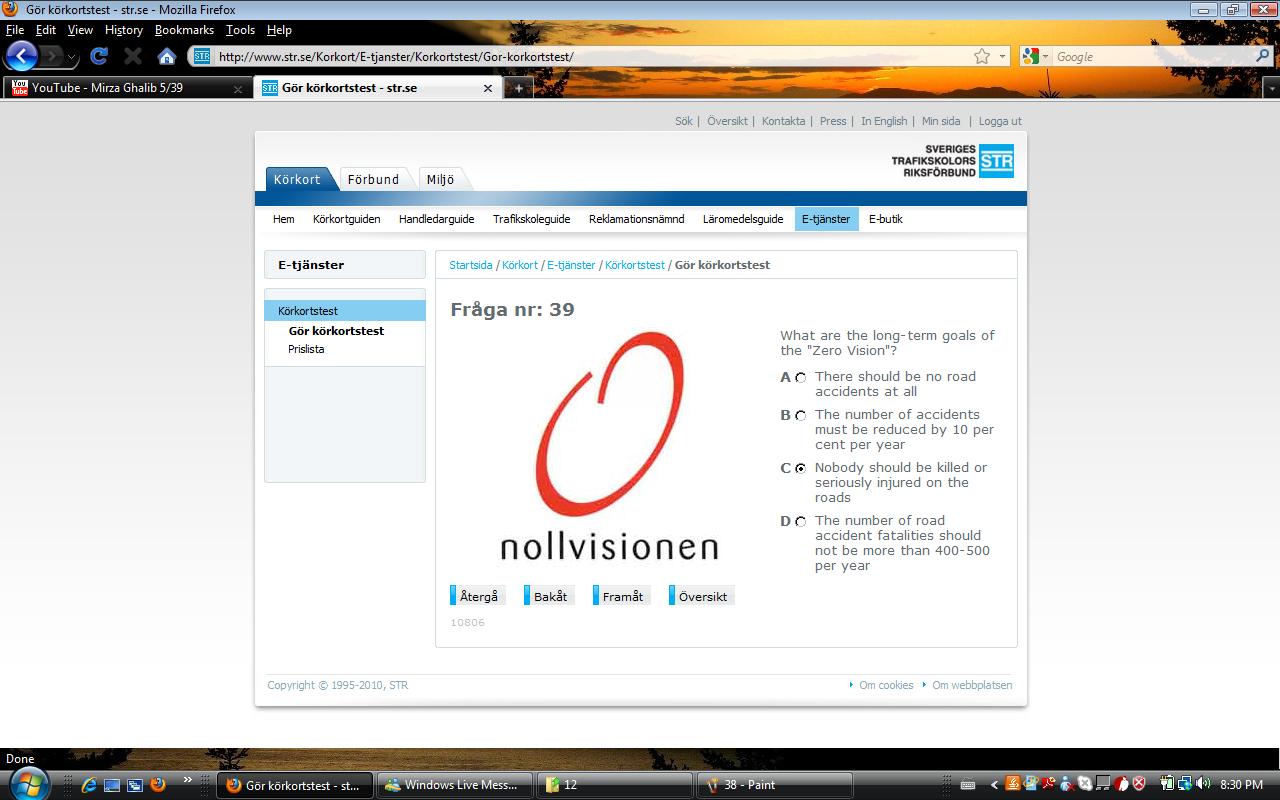 Gör körkortstest - str.se - Mozilla Firefox
File Edit View History Bookmarks Tools Help
http://www.str.se/Korkort/E-tjanster/Korkortstest/Gor-korkortstest/
Google
YouTube - Mirza Ghalib 5/39
Gör körkortstest - str.se
Sök | Översikt | Kontakta | Press | In English | Min sida | Logga ut
SVERIGES
TRAFIKSKOLORS
RIKSFÖRBUND
STR
Körkort Förbund Miljö
Hem Körkortguiden Handledarguide Trafikskoleguide Reklamationsnämnd Läromedelsguide E-tjänster E-butik
E-tjänster
Körkortstest
Gör körkortstest
Prislista
Startsida / Körkort / E-tjänster / Körkortstest / Gör körkortstest
Fråga nr: 39
nollvisionen
What are the long-term goals of
the "Zero Vision"?
A There should be no road
accidents at all
B The number of accidents
must be reduced by 10 per
cent per year
C Nobody should be killed or
seriously injured on the
roads
D The number of road
accident fatalities should
not be more than 400-500
per year
Återgå Bakåt Framåt Översikt
10806
Copyright © 1995-2010, STR
Om cookies Om webbplatsen
Done
Gör körkortstest - st... Windows Live Mess... 12 38 - Paint
8:30 PM